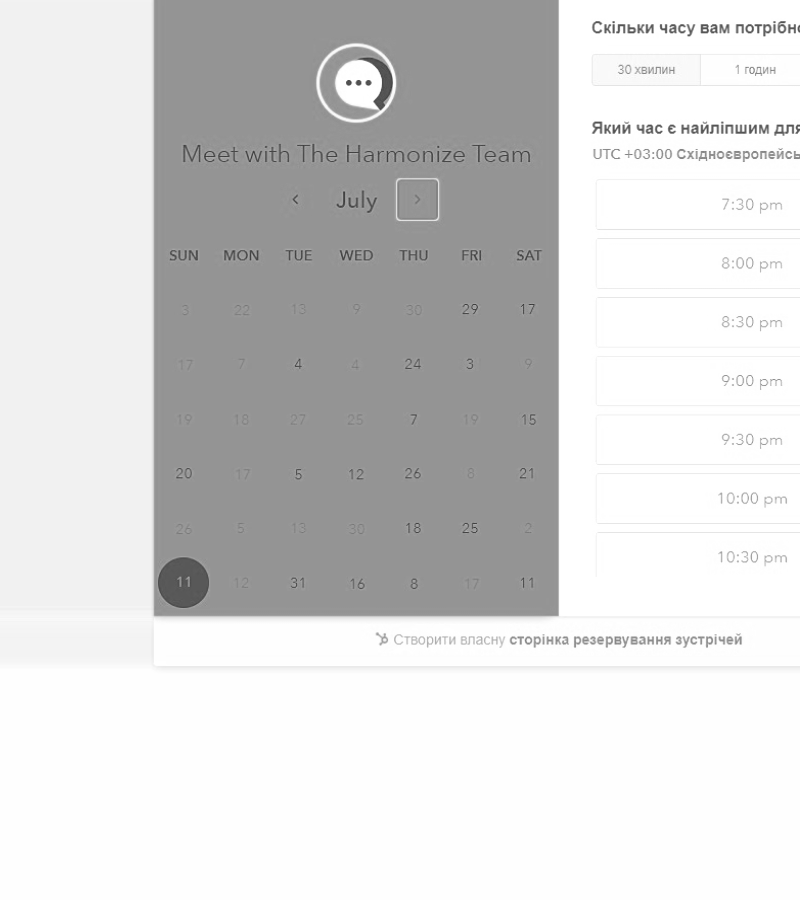 Meet with The Harmonize Team
July
SUN MON TUE WED THU FRI SAT
3 22 13 9 30 29 17
17 7 4 4 24 3 9
19 18 27 25 7 19 15
20 17 5 12 26 8 21
26 5 13 30 18 25 2
11 12 31 16 8 17 11
Скільки часу вам потрібно
30 хвилин 1 годин
Який час є найліпшим для
UTC +03:00 Східноєвропейсь
7:30 pm
8:00 pm
8:30 pm
9:00 pm
9:30 pm
10:00 pm
10:30 pm
Створити власну сторінка резервування зустрічей